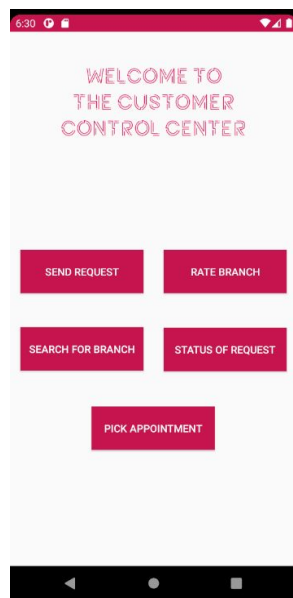 6:30
WELCOME TO
THE CUSTOMER
CONTROL CENTER
SEND REQUEST
RATE BRANCH
SEARCH FOR BRANCH
STATUS OF REQUEST
PICK APPOINTMENT